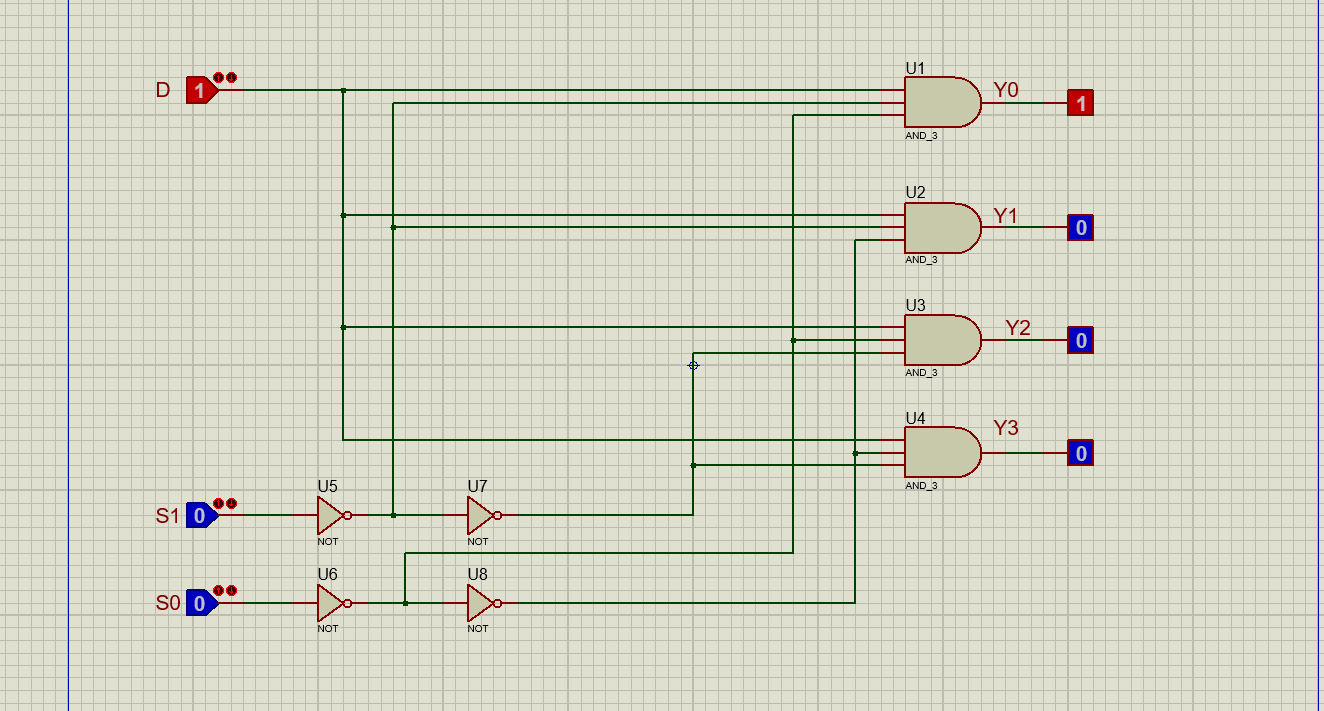 U1
D 1 Y0 1
AND_3
U2
Y1 0
AND_3
U3
Y2 0
AND_3
U4
Y3 0
AND_3
U5 U7
S1 0
NOT NOT
U6 U8
S0 0
NOT NOT